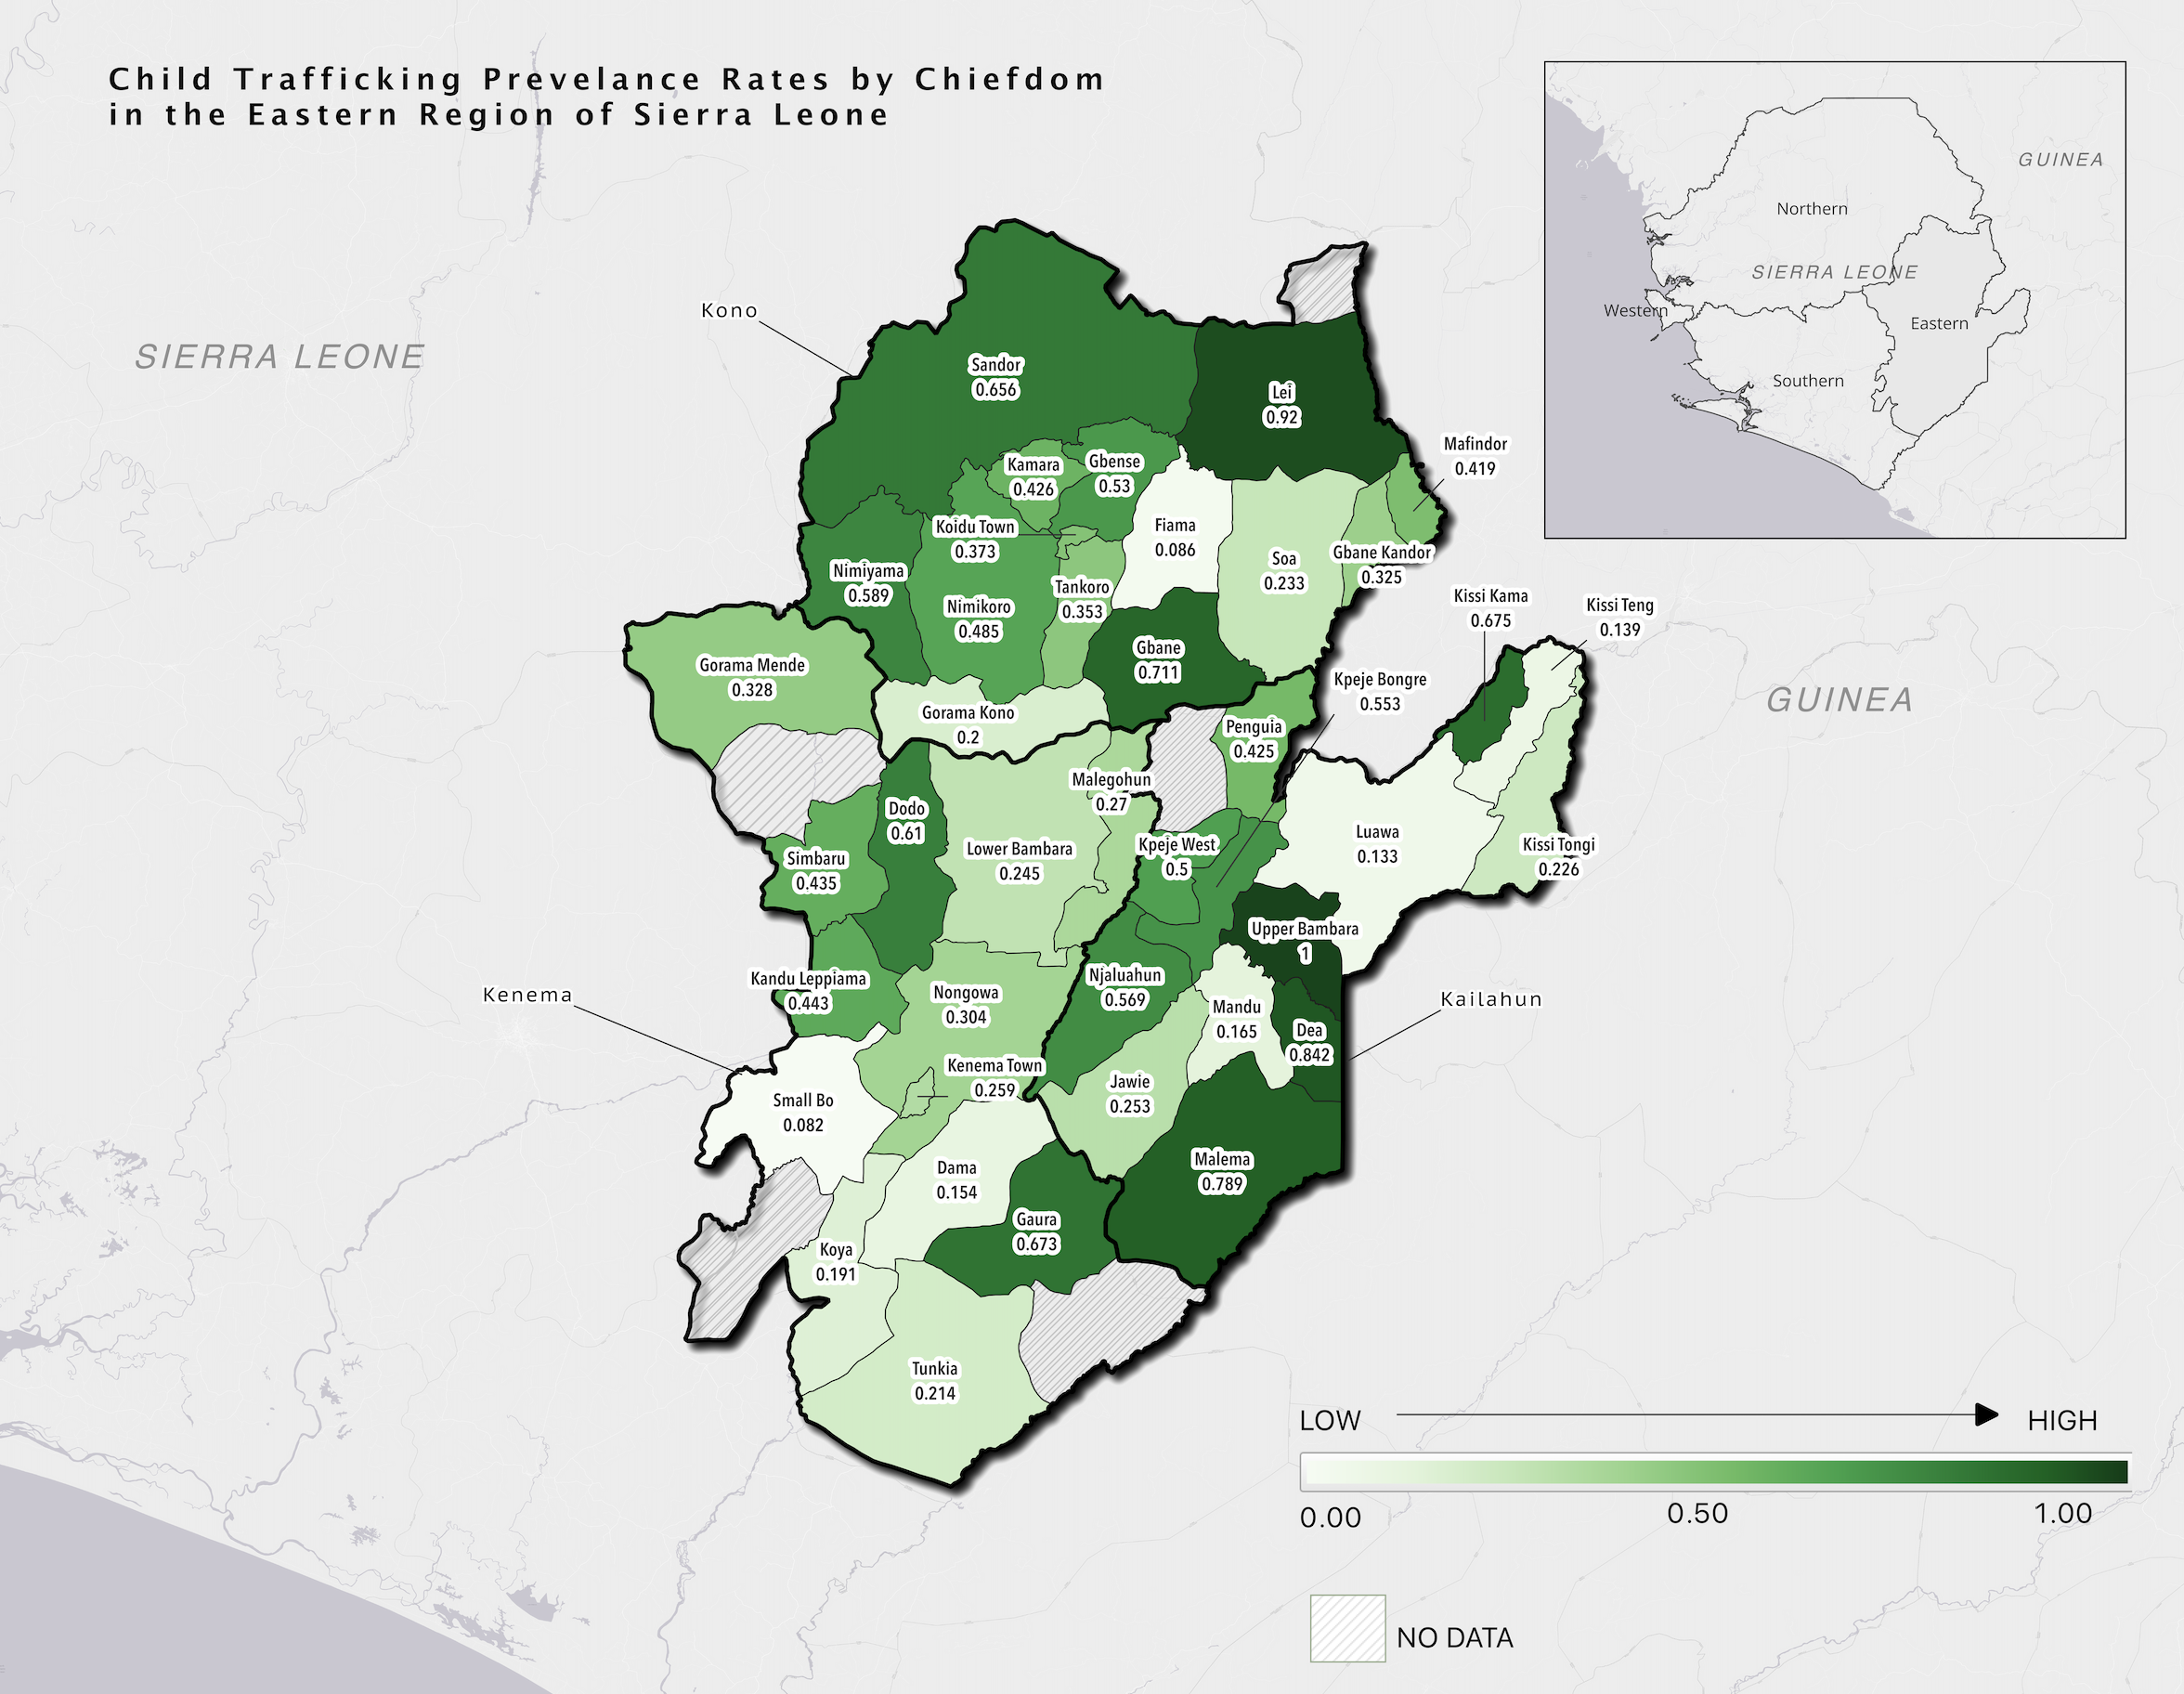 Child Trafficking Prevelance Rates by Chiefdom
in the Eastern Region of Sierra Leone
GUINEA
Northern
SIERRA LEONE
Western
Eastern
Southern
Kono
SIERRA LEONE
Sandor
0.656
Lei
0.92
Mafindor
0.419
Kamara
0.426
Gbense
0.53
Koidu Town
0.373
Fiama
0.086
Soa
0.233
Gbane Kandor
0.325
Nimiyama
0.589
Nimikoro
0.485
Tankoro
0.353
Kissi Kama
0.675
Kissi Teng
0.139
Gbane
0.711
Gorama Mende
0.328
Kpeje Bongre
0.553
GUINEA
Gorama Kono
0.2
Penguia
0.425
Malegohun
0.27
Dodo
0.61
Lower Bambara
0.245
Kpeje West
0.5
Luawa
0.133
Kissi Tongi
0.226
Simbaru
0.435
Upper Bambara
1
Kandu Leppiama
0.443
Nongowa
0.304
Njaluahun
0.569
Mandu
0.165
Dea
0.842
Kenema
Kailahun
Kenema Town
0.259
Small Bo
0.082
Jawie
0.253
Dama
0.154
Malema
0.789
Gaura
0.673
Koya
0.191
Tunkia
0.214
LOW HIGH
0.00 0.50 1.00
NO DATA